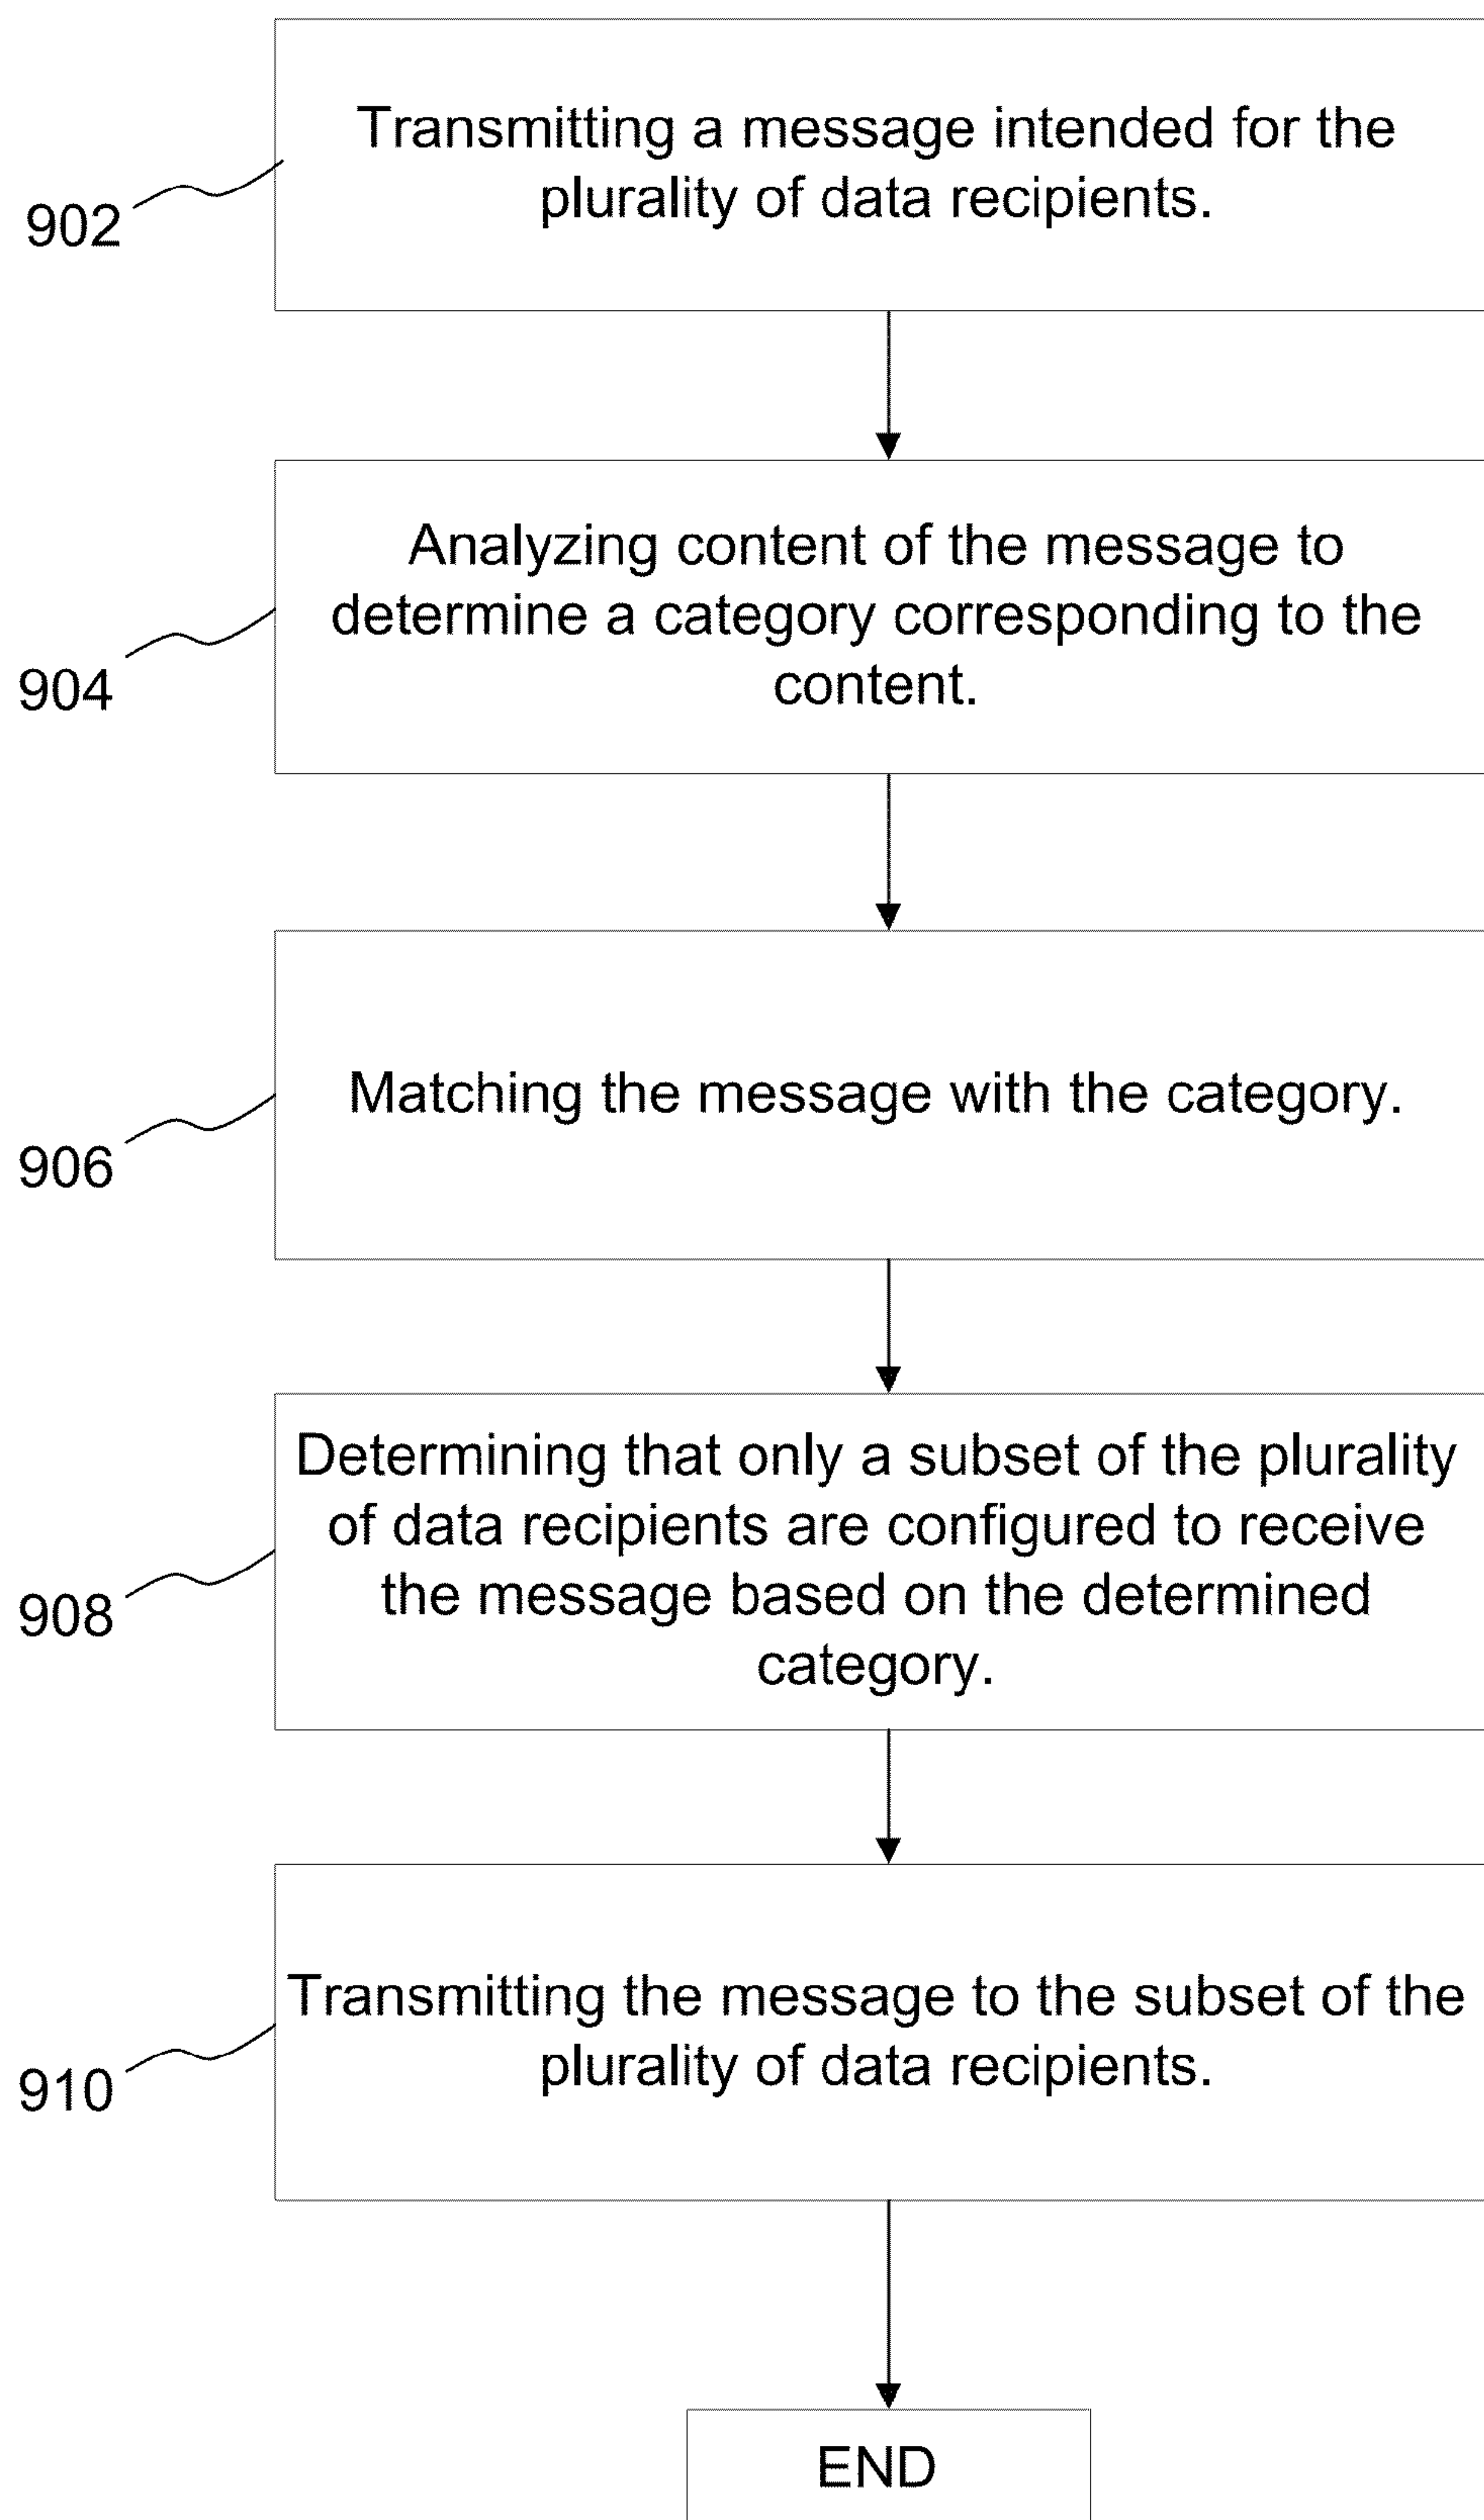 Transmitting a message intended for the
plurality of data recipients.
902
Analyzing content of the message to
determine a category corresponding to the
content.
904
Matching the message with the category.
906
Determining that only a subset of the plurality
of data recipients are configured to receive
the message based on the determined
category.
908
Transmitting the message to the subset of the
plurality of data recipients.
910
END